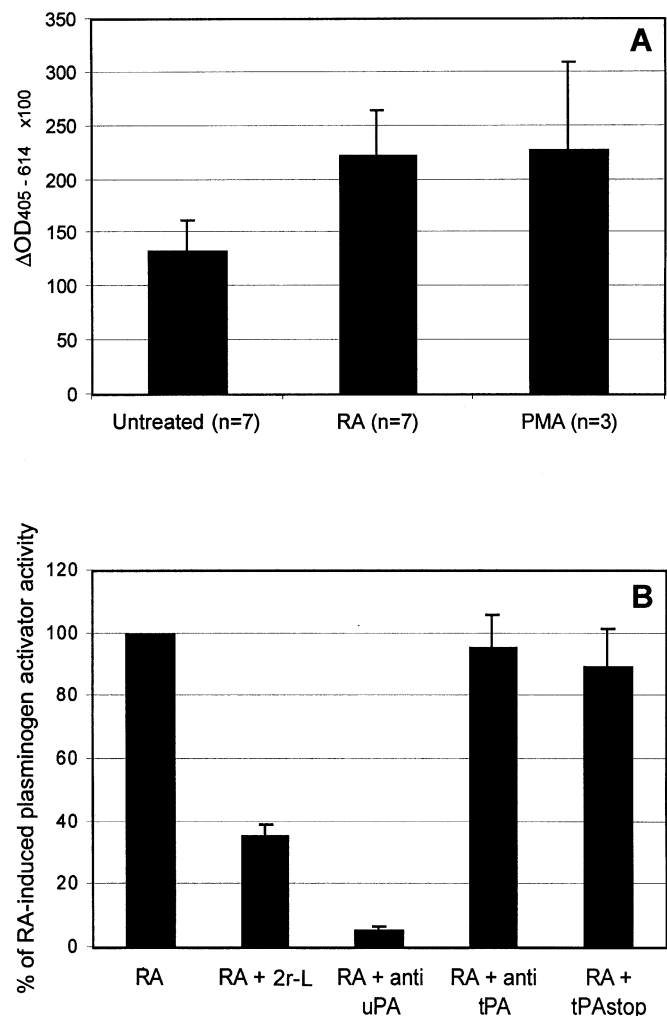 A
ΔOD405 - 614 x100
350
300
250
200
150
100
50
0
Untreated (n=7)
RA (n=7)
PMA (n=3)
B
% of RA-induced plasminogen activator activity
120
100
80
60
40
20
0
RA
RA + 2r-L
RA + anti
uPA
RA + anti
tPA
RA +
tPAstop